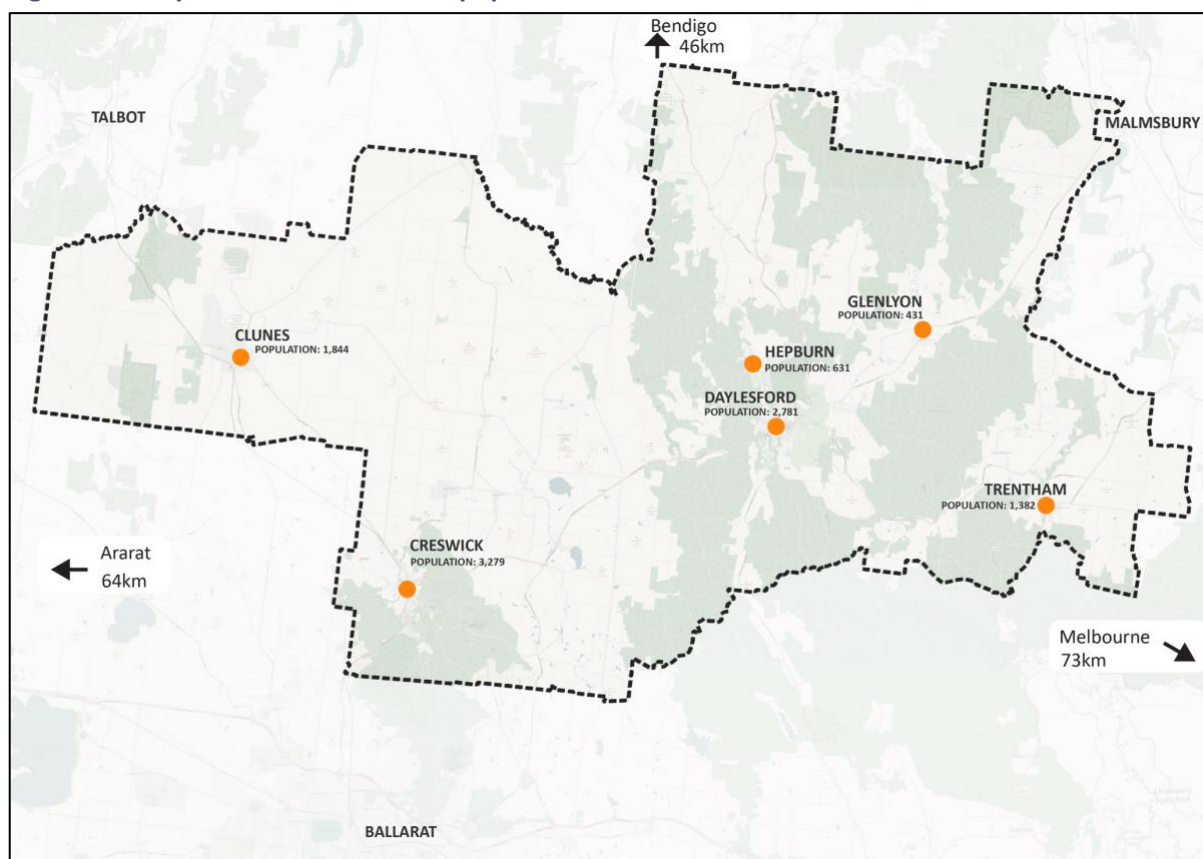 Bendigo
46km
TALBOT
MALMSBURY
GLENLYON
POPULATION: 431
CLUNES
POPULATION: 1,844
HEPBURN
POPULATION: 631
DAYLESFORD
POPULATION: 2,781
TRENTHAM
POPULATION: 1,382
CRESWICK
POPULATION: 3,279
Ararat
64km
Melbourne
73km
BALLARAT